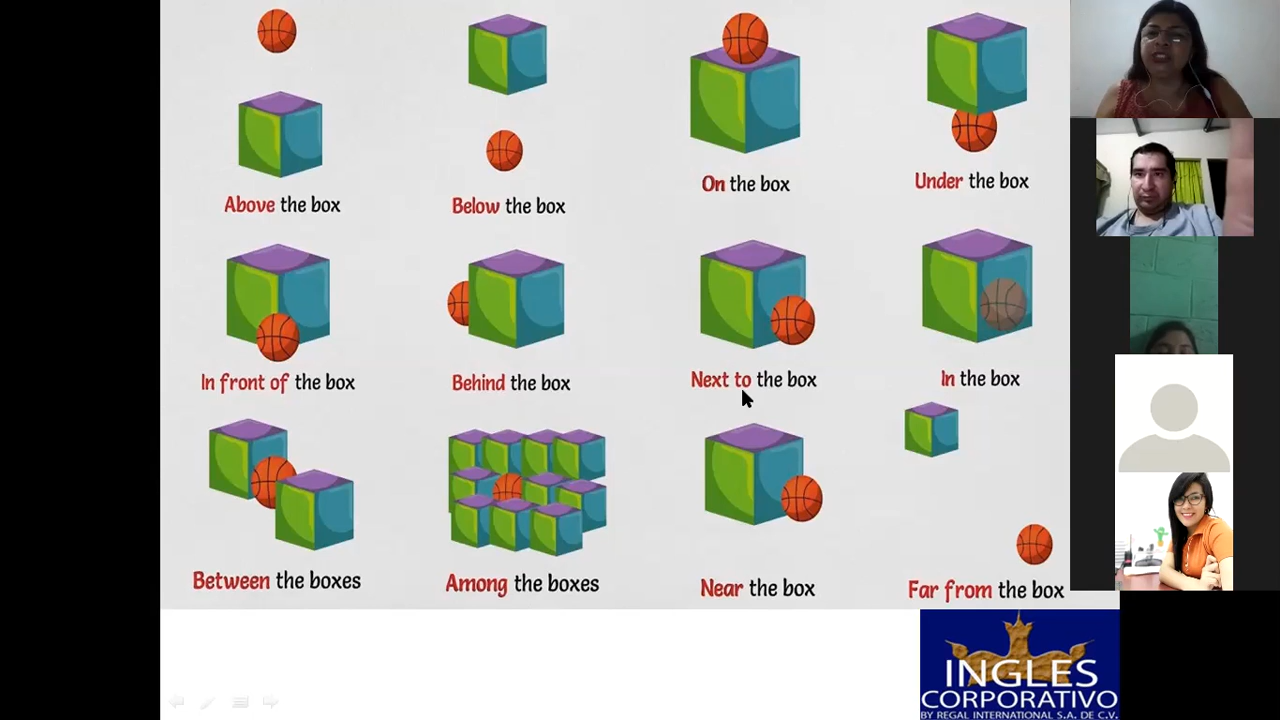 Above the box
Below the box
On the box
Under the box
In front of the box
Behind the box
Next to the box
In the box
Between the boxes
Among the boxes
Near the box
Far from the box
INGLES
CORPORATIVO
BY REGAL INTERNATIONAL S.A. DE C.V.